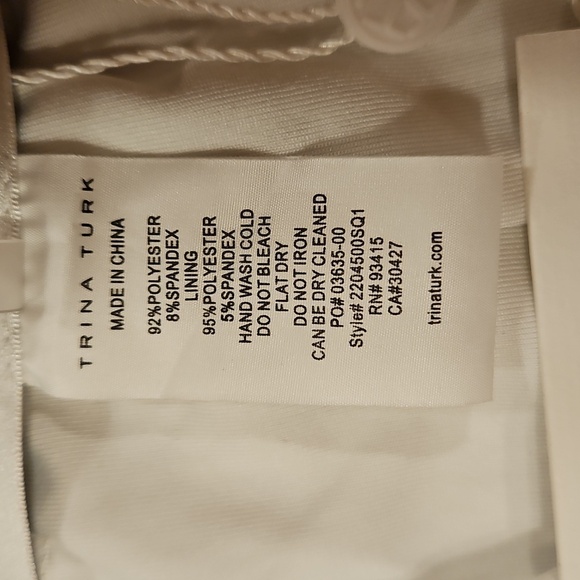 TRINA TURK
MADE IN CHINA
92%POLYESTER
8%SPANDEX
LINING
95%POLYESTER
5%SPANDEX
HAND WASH COLD
DO NOT BLEACH
FLAT DRY
DO NOT IRON
CAN BE DRY CLEANED
PO# 03635-00
Style# 2204500SQ1
RN# 93415
CA#30427
trinaturk.com